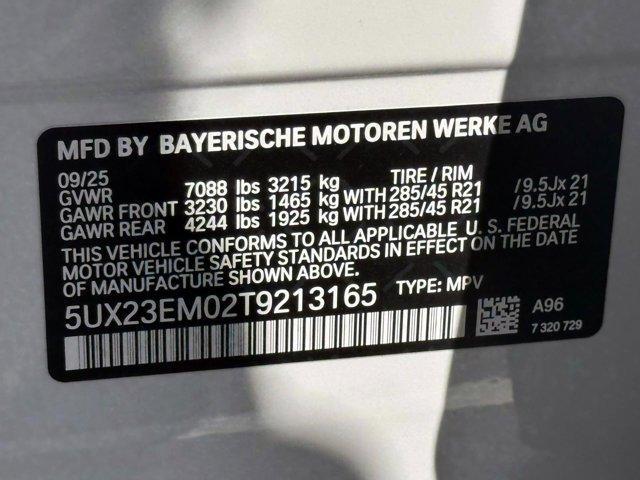 MFD BY BAYERISCHE MOTOREN WERKE AG
09/25 TIRE / RIM
GVWR 7088 lbs 3215 kg
GAWR FRONT 3230 lbs 1465 kg WITH 285/45 R21 /9.5Jx 21
GAWR REAR 4244 lbs 1925 kg WITH 285/45 R21 /9.5Jx 21
THIS VEHICLE CONFORMS TO ALL APPLICABLE U. S. FEDERAL
MOTOR VEHICLE SAFETY STANDARDS IN EFFECT ON THE DATE
OF MANUFACTURE SHOWN ABOVE.
5UX23EM02T9213165 TYPE: MPV
A96
7 320 729